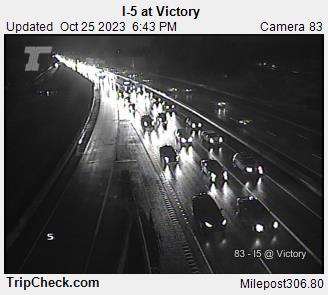 I-5 at Victory
Updated  Oct 25 2023  6:43 PM
Camera 83
T
5
83 - I5 @ Victory
TripCheck.com
Milepost306.80